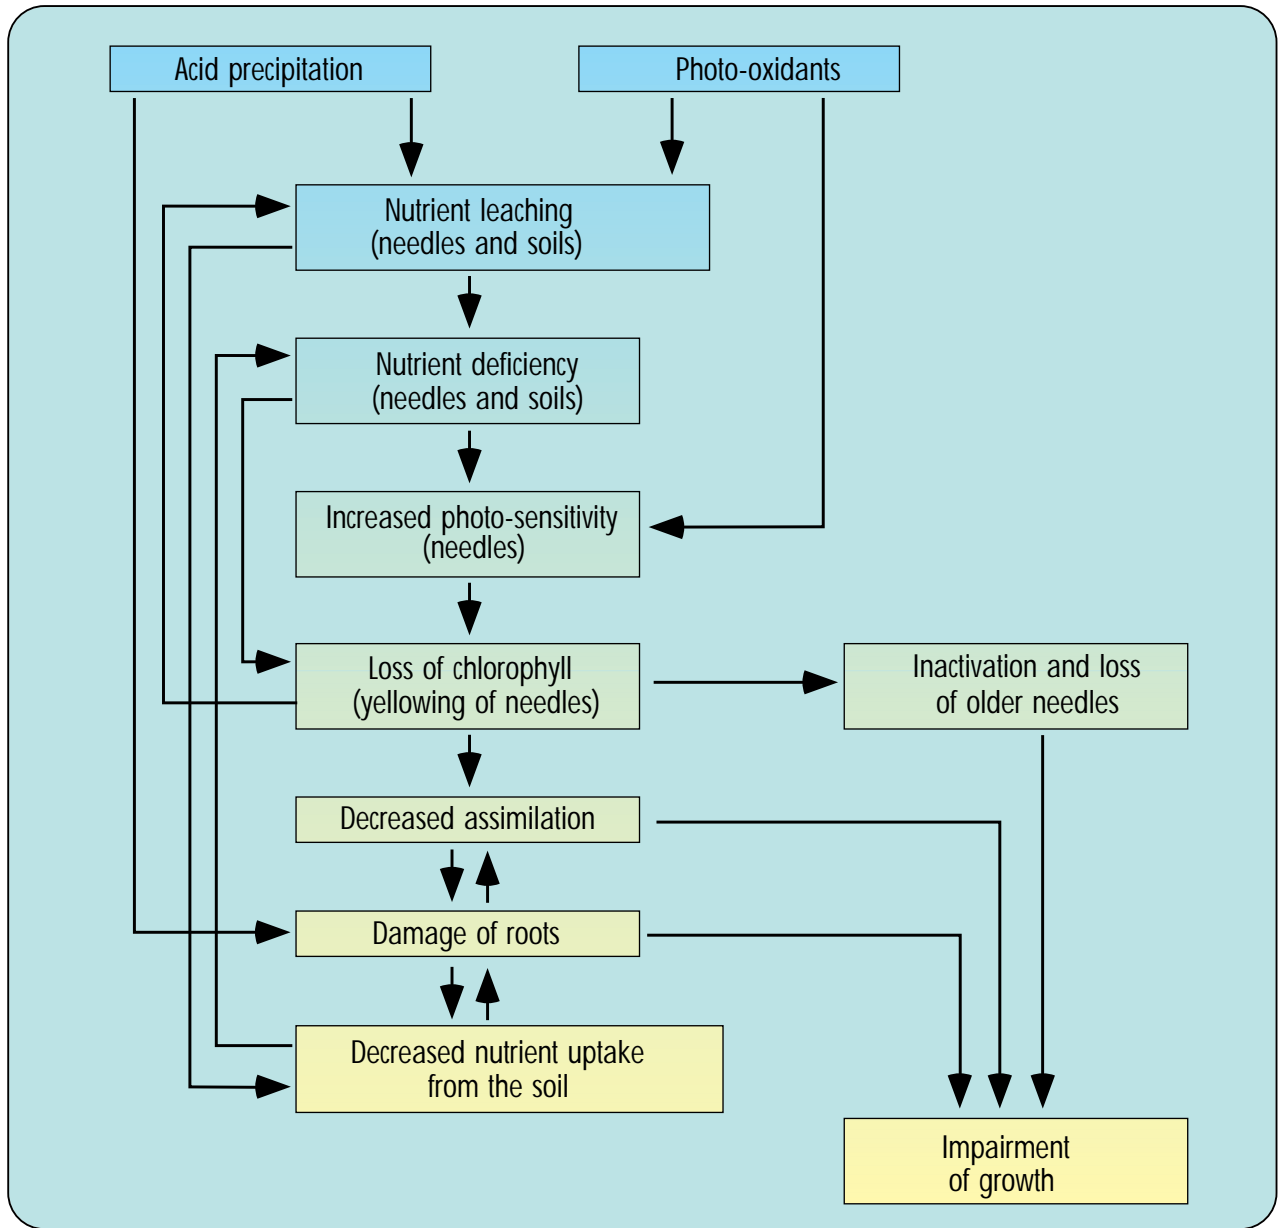 Acid precipitation
Photo-oxidants
Nutrient leaching
(needles and soils)
Nutrient deficiency
(needles and soils)
Increased photo-sensitivity
(needles)
Loss of chlorophyll
(yellowing of needles)
Inactivation and loss
of older needles
Decreased assimilation
Damage of roots
Decreased nutrient uptake
from the soil
Impairment
of growth